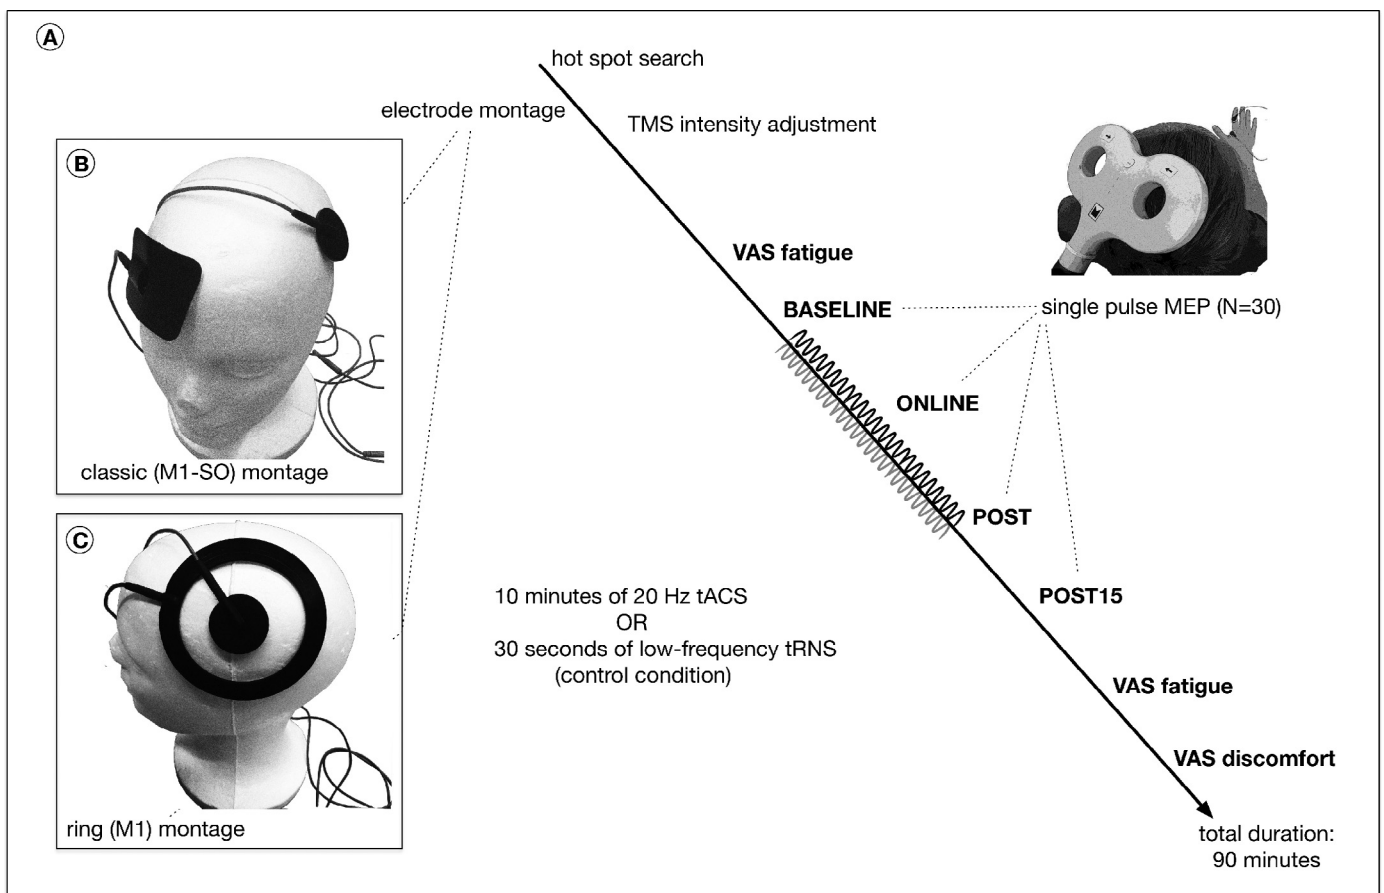 A
hot spot search
electrode montage
TMS intensity adjustment
B
classic (M1-SO) montage
VAS fatigue
BASELINE
single pulse MEP (N=30)
ONLINE
POST
C
ring (M1) montage
10 minutes of 20 Hz tACS
OR
30 seconds of low-frequency tRNS
(control condition)
POST15
VAS fatigue
VAS discomfort
total duration:
90 minutes